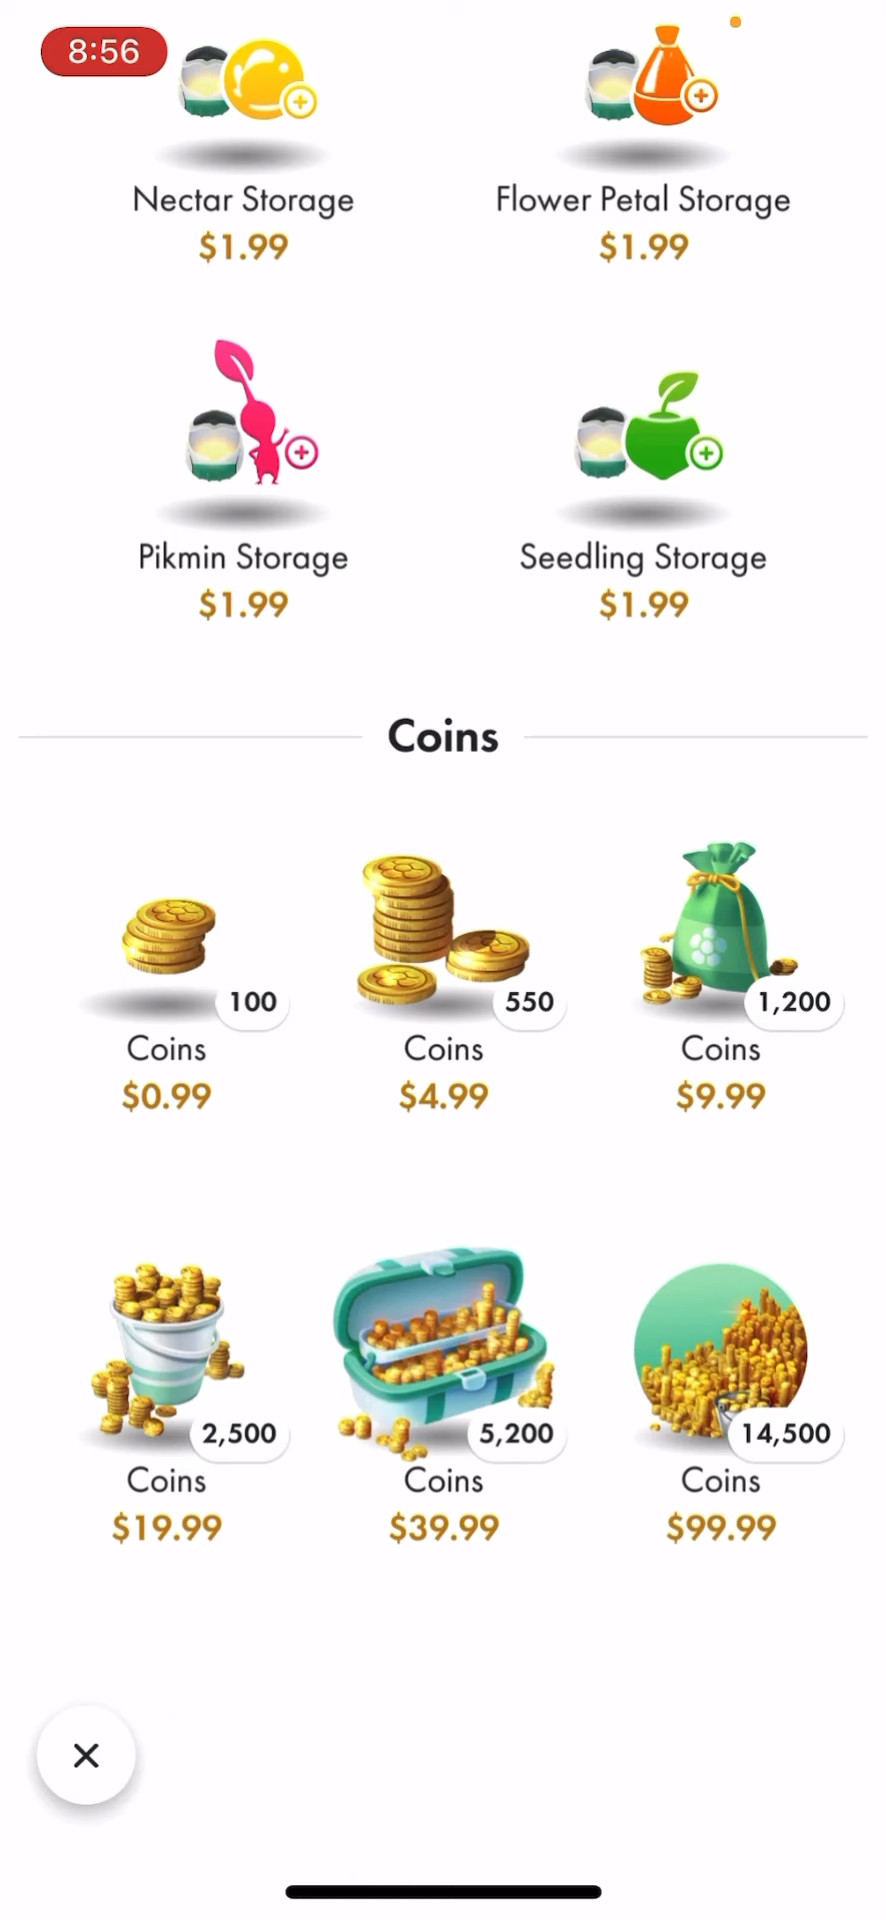 8:56
Nectar Storage
$1.99
Flower Petal Storage
$1.99
Pikmin Storage
$1.99
Seedling Storage
$1.99
Coins
100
Coins
$0.99
550
Coins
$4.99
1,200
Coins
$9.99
2,500
Coins
$19.99
5,200
Coins
$39.99
14,500
Coins
$99.99